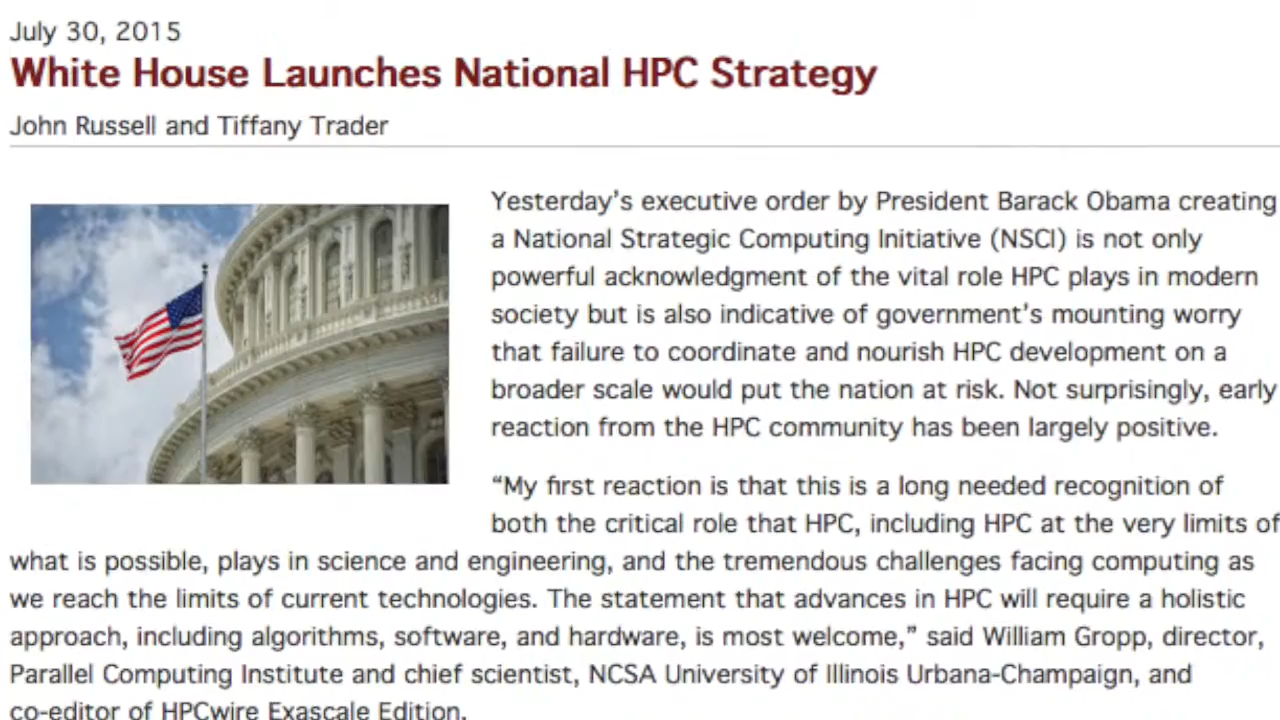 July 30, 2015
White House Launches National HPC Strategy
John Russell and Tiffany Trader
Yesterday's executive order by President Barack Obama creating
a National Strategic Computing Initiative (NSCI) is not only
powerful acknowledgment of the vital role HPC plays in modern
society but is also indicative of government's mounting worry
that failure to coordinate and nourish HPC development on a
broader scale would put the nation at risk. Not surprisingly, early
reaction from the HPC community has been largely positive.
“My first reaction is that this is a long needed recognition of
both the critical role that HPC, including HPC at the very limits of
what is possible, plays in science and engineering, and the tremendous challenges facing computing as
we reach the limits of current technologies. The statement that advances in HPC will require a holistic
approach, including algorithms, software, and hardware, is most welcome,” said William Gropp, director,
Parallel Computing Institute and chief scientist, NCSA University of Illinois Urbana-Champaign, and
co-editor of HPCwire Exascale Edition.